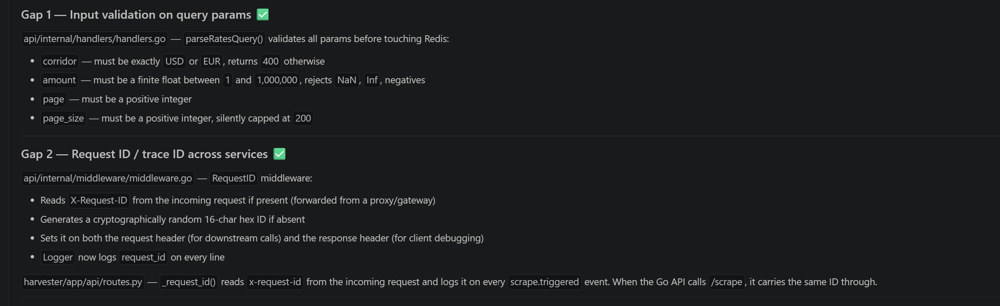 Gap 1 — Input validation on query params ✅
api/internal/handlers/handlers.go — parseRatesQuery() validates all params before touching Redis:
• corridor — must be exactly USD or EUR, returns 400 otherwise
• amount — must be a finite float between 1 and 1,000,000, rejects NaN, Inf, negatives
• page — must be a positive integer
• page_size — must be a positive integer, silently capped at 200
Gap 2 — Request ID / trace ID across services ✅
api/internal/middleware/middleware.go — RequestID middleware:
• Reads X-Request-ID from the incoming request if present (forwarded from a proxy/gateway)
• Generates a cryptographically random 16-char hex ID if absent
• Sets it on both the request header (for downstream calls) and the response header (for client debugging)
• Logger now logs request_id on every line
harvester/app/api/routes.py — _request_id() reads x-request-id from the incoming request and logs it on every scrape.triggered event. When the Go API calls /scrape, it carries the same ID through.